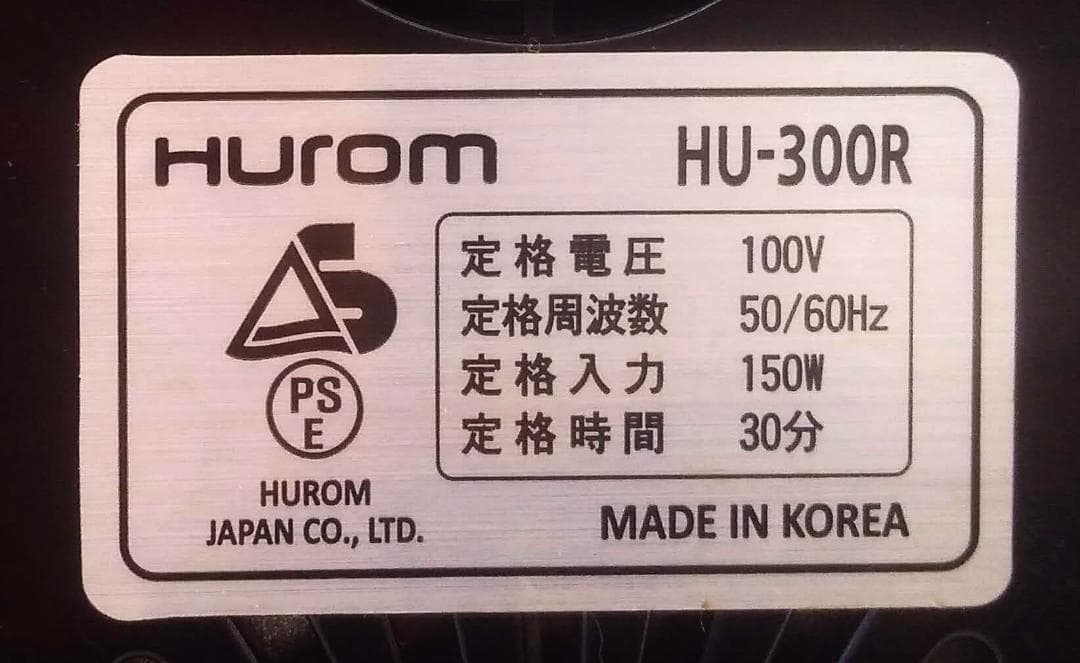 HUROM
HU-300R
定格電圧 100V
定格周波数 50/60Hz
定格入力 150W
定格時間 30分
S
PS
E
HUROM
JAPAN CO., LTD.
MADE IN KOREA